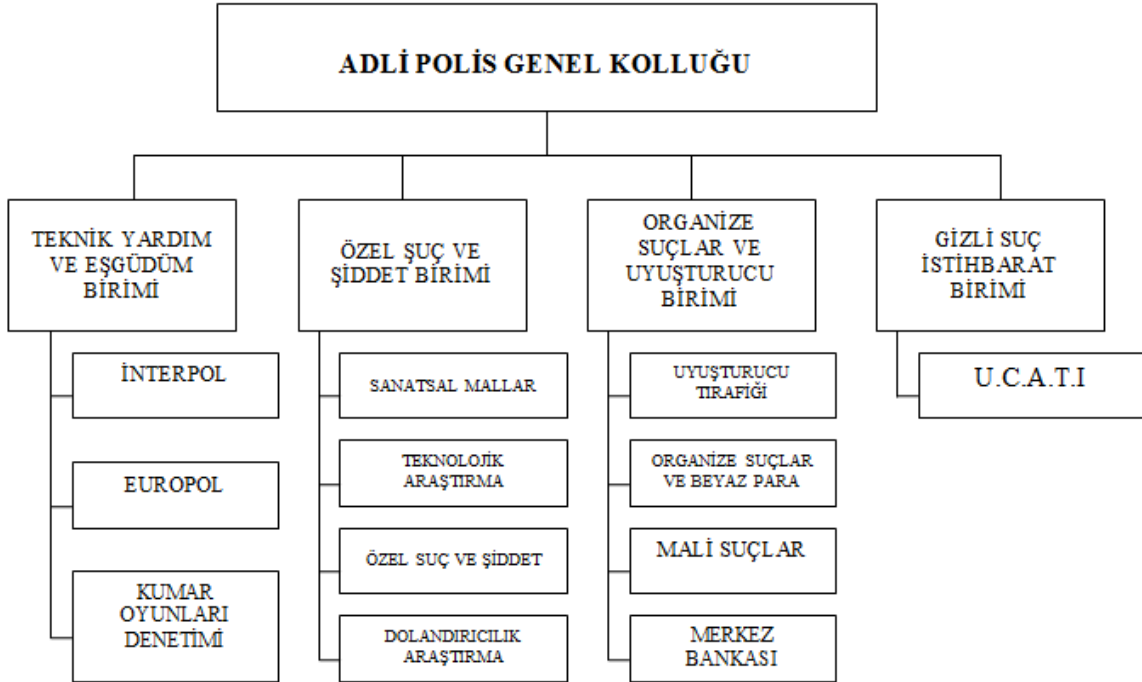 ADLİ POLİS GENEL KOLLUĞU
TEKNİK YARDIM
VE EŞGÜDÜM
BİRİMİ
ÖZEL ŞUÇ VE
ŞİDDET BİRİMİ
ORGANİZE
SUÇLAR VE
UYUŞTURUCU
BİRİMİ
GİZLİ SUÇ
İSTİHBARAT
BİRİMİ
İNTERPOL
EUROPOL
KUMAR
OYUNLARI
DENETİMİ
SANATSAL MALLAR
TEKNOLOJİK
ARAŞTIRMA
ÖZEL SUÇ VE ŞİDDET
DOLANDIRICILIK
ARAŞTIRMA
UYUŞTURUCU
TIRAFİĞİ
ORGANİZE SUÇLAR
VE BEYAZ PARA
MALİ SUÇLAR
MERKEZ
BANKASI
U.C.A.T.I